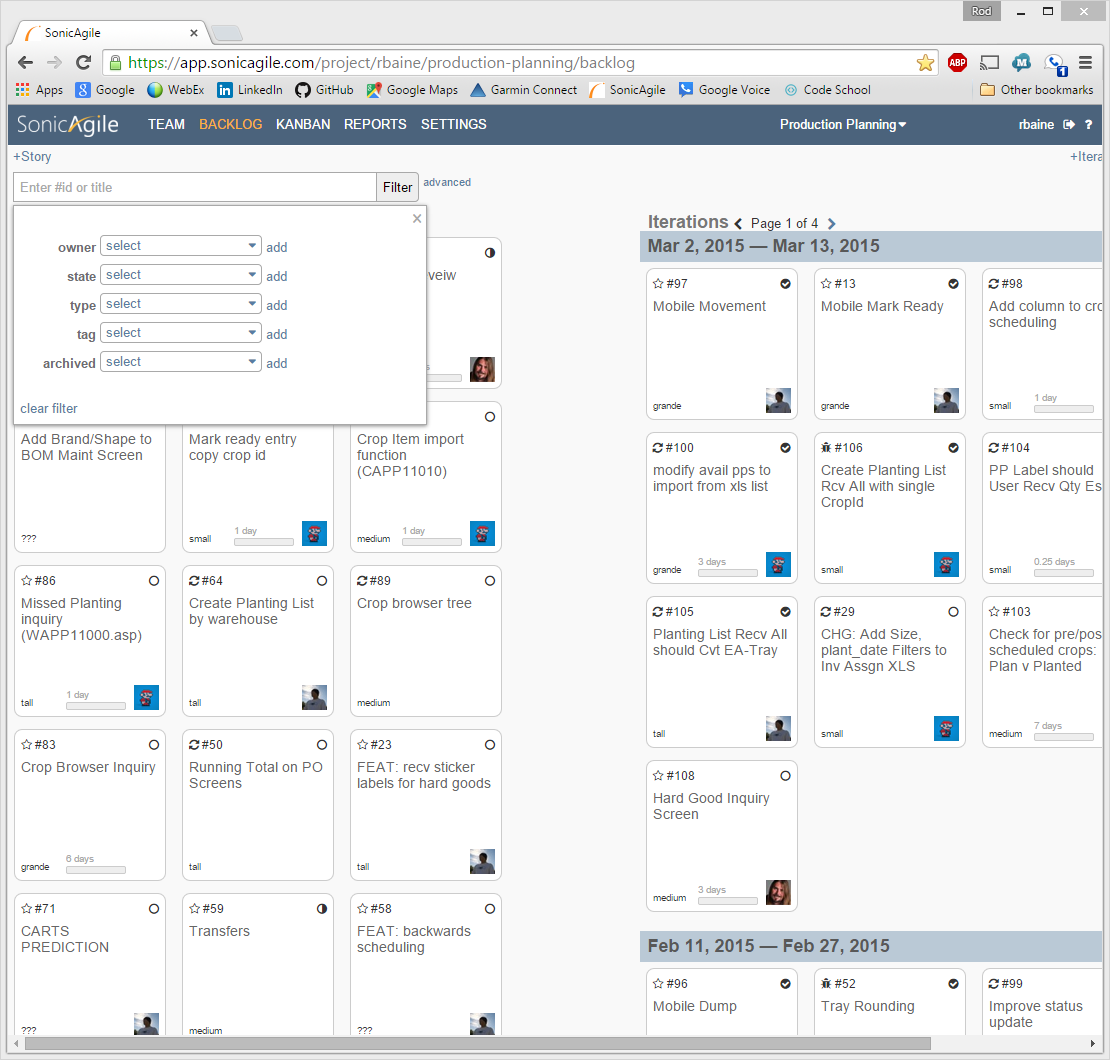 Rod
SonicAgile
https://app.sonicagile.com/project/rbaine/production-planning/backlog
ABP
M
1
Apps
Google
WebEx
LinkedIn
GitHub
Google Maps
Garmin Connect
SonicAgile
Google Voice
Code School
Other bookmarks
SonicAgile
TEAM
BACKLOG
KANBAN
REPORTS
SETTINGS
Production Planning
rbaine
?
+Story
+Itera
Enter #id or title
Filter
advanced
owner select add
state select add
type select add
tag select add
archived select add
clear filter
veiw
Add Brand/Shape to
BOM Maint Screen
???
Mark ready entry
copy crop id
small
1 day
Crop Item import
function
(CAPP11010)
medium
1 day
#86
Missed Planting
inquiry
(WAPP11000.asp)
tall
1 day
#64
Create Planting List
by warehouse
tall
#89
Crop browser tree
medium
#83
Crop Browser Inquiry
grande
6 days
#50
Running Total on PO
Screens
tall
#23
FEAT: recv sticker
labels for hard goods
tall
#71
CARTS
PREDICTION
???
#59
Transfers
medium
#58
FEAT: backwards
scheduling
???
Iterations
Page 1 of 4
Mar 2, 2015 — Mar 13, 2015
#97
Mobile Movement
grande
#13
Mobile Mark Ready
grande
#98
Add column to cro
scheduling
small
1 day
#100
modify avail pps to
import from xls list
grande
3 days
#106
Create Planting List
Rcv All with single
CropId
small
#104
PP Label should
User Recv Qty Es
small
0.25 days
#105
Planting List Recv All
should Cvt EA-Tray
tall
#29
CHG: Add Size,
plant_date Filters to
Inv Assgn XLS
small
#103
Check for pre/pos
scheduled crops:
Plan v Planted
medium
7 days
#108
Hard Good Inquiry
Screen
medium
3 days
Feb 11, 2015 — Feb 27, 2015
#96
Mobile Dump
#52
Tray Rounding
#99
Improve status
update